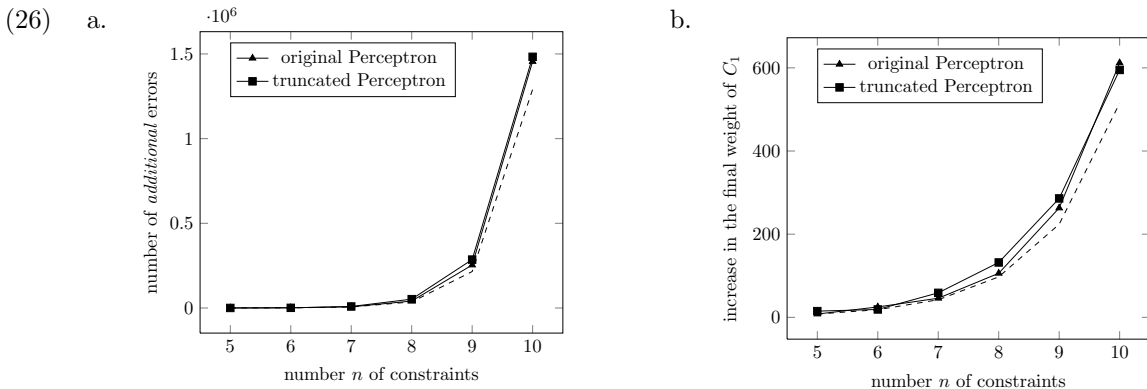 (26) a.
·10⁶
1.5
1
0.5
0
5 6 7 8 9 10
number of additional errors
number n of constraints
original Perceptron
truncated Perceptron
b.
600
400
200
0
5 6 7 8 9 10
increase in the final weight of C₁
number n of constraints
original Perceptron
truncated Perceptron